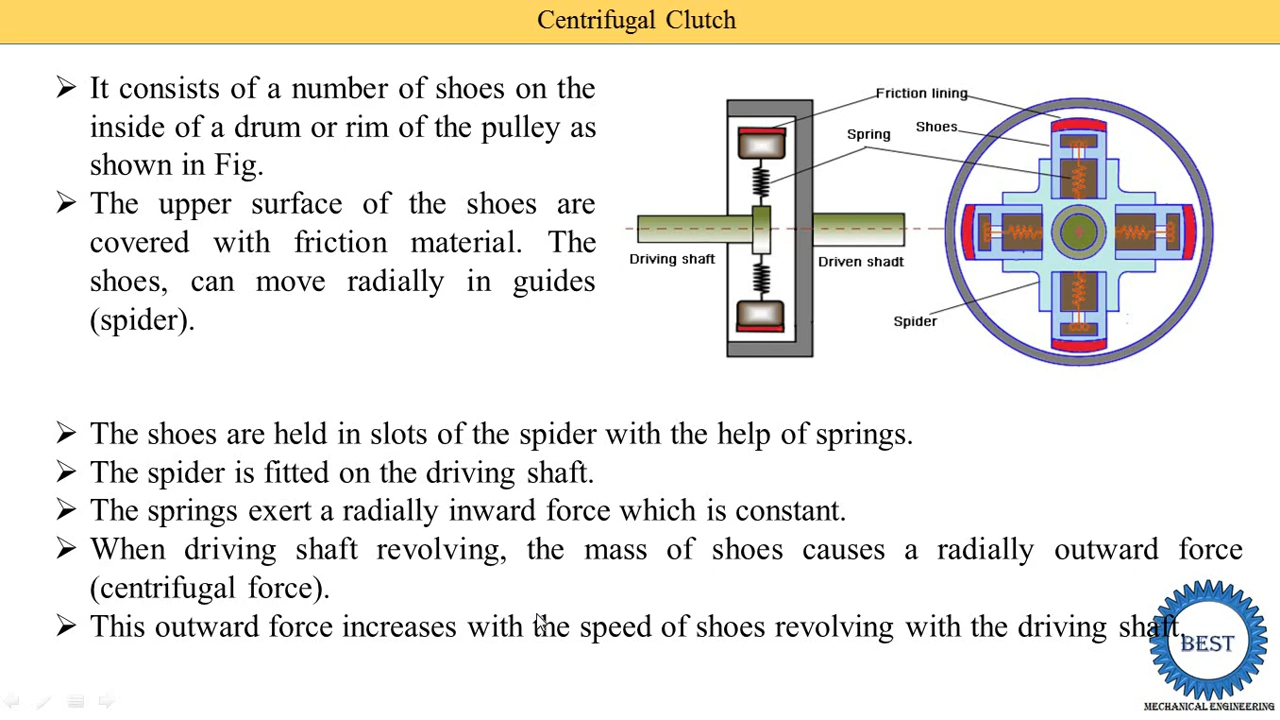 Centrifugal Clutch
➢ It consists of a number of shoes on the
inside of a drum or rim of the pulley as
shown in Fig.
➢ The upper surface of the shoes are
covered with friction material. The
shoes, can move radially in guides
(spider).
Friction lining
Spring
Shoes
Driving shaft
Driven shadt
Spider
➢ The shoes are held in slots of the spider with the help of springs.
➢ The spider is fitted on the driving shaft.
➢ The springs exert a radially inward force which is constant.
➢ When driving shaft revolving, the mass of shoes causes a radially outward force
(centrifugal force).
➢ This outward force increases with the speed of shoes revolving with the driving shaft.
BEST
MECHANICAL ENGINEERING